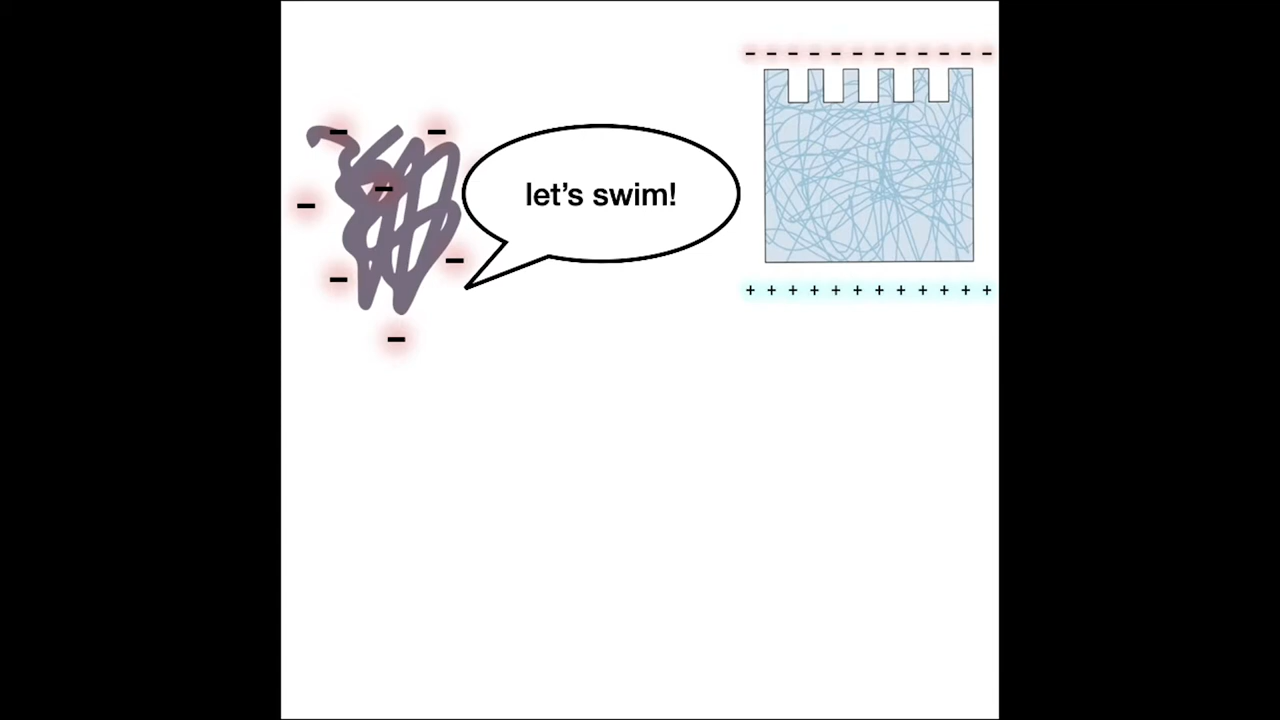 - - - - - - - - - - - -
let’s swim!
+ + + + + + + + + + + +